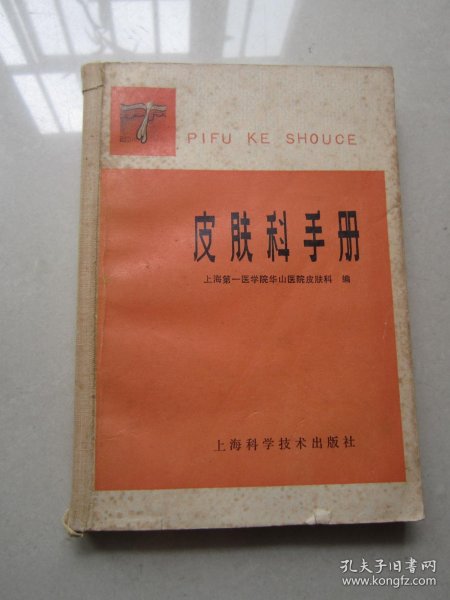 PIFU KE SHOUCE
皮肤科手册
上海第一医学院华山医院皮肤科 编
上海科学技术出版社
孔夫子旧书网
www.kongfz.com